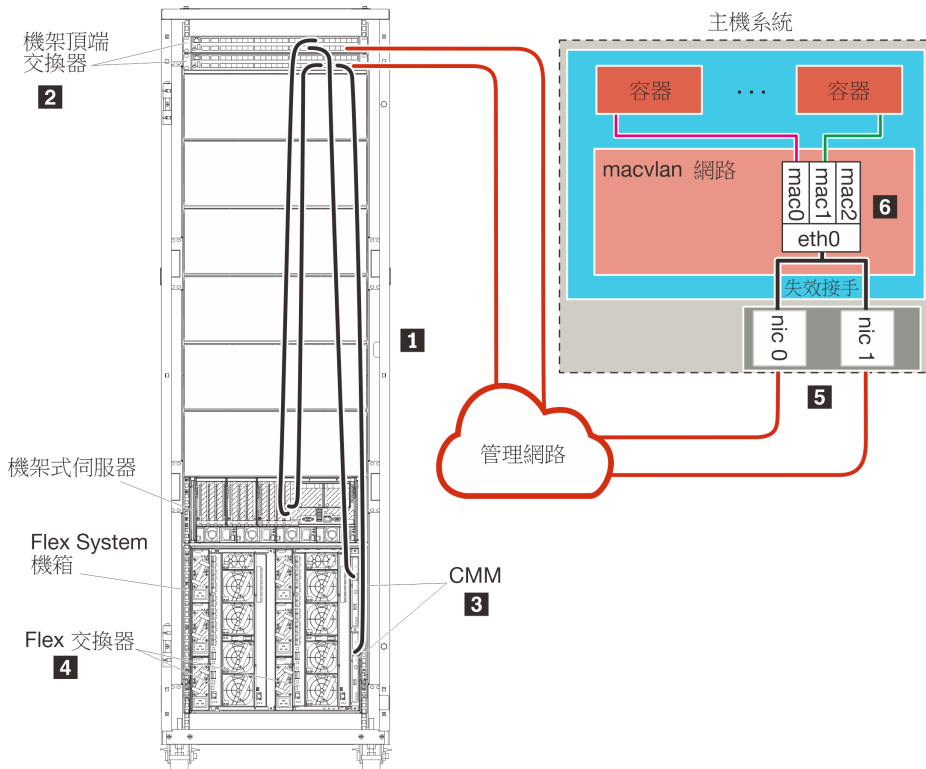 機架頂端
交換器
2
機架式伺服器
Flex System
機箱
Flex 交換器
4
1
CMM
3
管理網路
主機系統
容器 ... 容器
macvlan 網路
mac0 mac1 mac2
6
eth0
失效接手
nic 0 nic 1
5